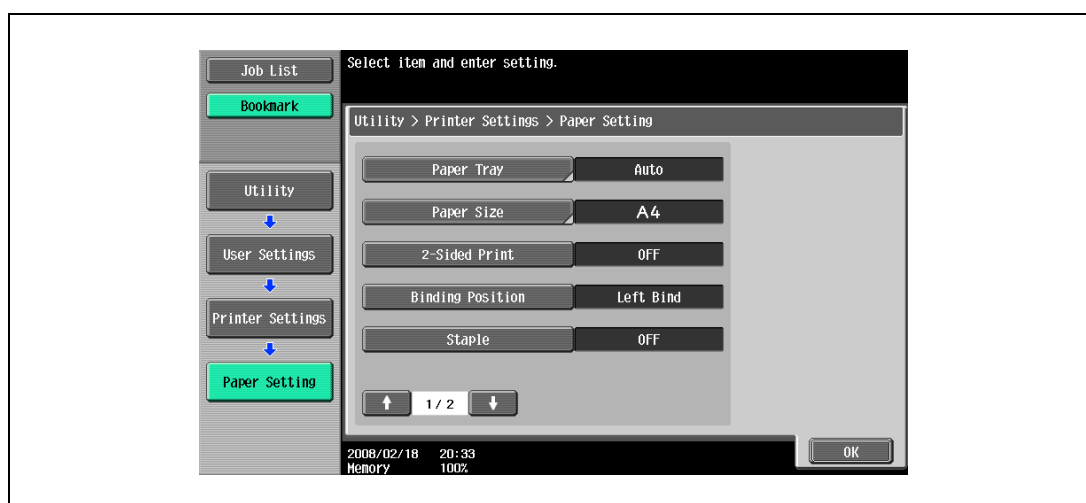 Job List
Bookmark
Select item and enter setting.
Utility > Printer Settings > Paper Setting
Utility
User Settings
Printer Settings
Paper Setting
Paper Tray Auto
Paper Size A4
2-Sided Print OFF
Binding Position Left Bind
Staple OFF
1/2
2008/02/18 20:33
Memory 100%
OK